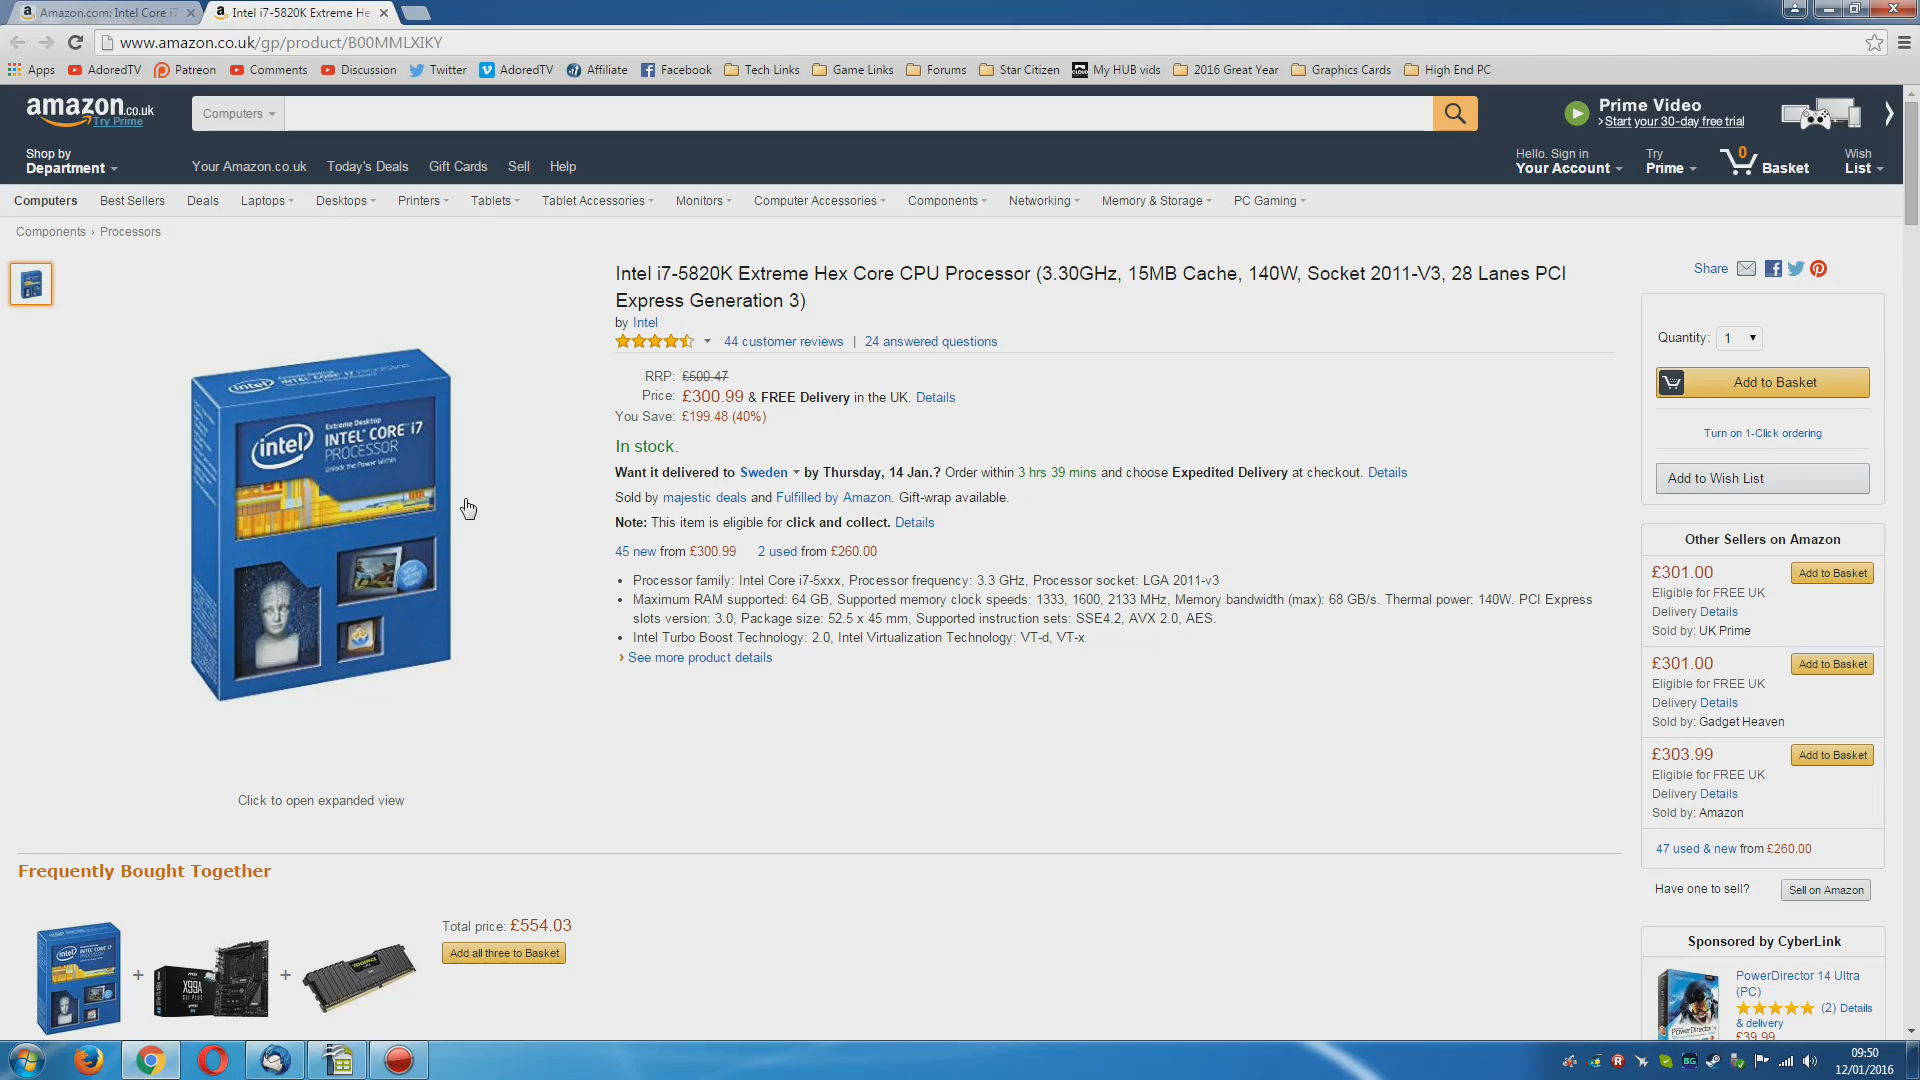 Amazon.com: Intel Core i7
Intel i7-5820K Extreme He
www.amazon.co.uk/gp/product/B00MMLXIKY
Apps AdoredTV Patreon Comments Discussion Twitter AdoredTV Affiliate Facebook Tech Links Game Links Forums Star Citizen My HUB vids 2016 Great Year Graphics Cards High End PC
amazon.co.uk
Try Prime
Computers
Prime Video
>Start your 30-day free trial
Shop by
Department
Your Amazon.co.uk Today's Deals Gift Cards Sell Help
Hello. Sign in
Your Account
Try
Prime
0
Basket
Wish
List
Computers Best Sellers Deals Laptops Desktops Printers Tablets Tablet Accessories Monitors Computer Accessories Components Networking Memory & Storage PC Gaming
Components › Processors
Intel i7-5820K Extreme Hex Core CPU Processor (3.30GHz, 15MB Cache, 140W, Socket 2011-V3, 28 Lanes PCI
Express Generation 3)
by Intel
44 customer reviews | 24 answered questions
RRP: £500.47
Price: £300.99 & FREE Delivery in the UK. Details
You Save: £199.48 (40%)
In stock.
Want it delivered to Sweden by Thursday, 14 Jan.? Order within 3 hrs 39 mins and choose Expedited Delivery at checkout. Details
Sold by majestic deals and Fulfilled by Amazon. Gift-wrap available.
Note: This item is eligible for click and collect. Details
45 new from £300.99 2 used from £260.00
• Processor family: Intel Core i7-5xxx, Processor frequency: 3.3 GHz, Processor socket: LGA 2011-v3
• Maximum RAM supported: 64 GB, Supported memory clock speeds: 1333, 1600, 2133 MHz, Memory bandwidth (max): 68 GB/s. Thermal power: 140W. PCI Express
slots version: 3.0, Package size: 52.5 x 45 mm, Supported instruction sets: SSE4.2, AVX 2.0, AES.
• Intel Turbo Boost Technology: 2.0, Intel Virtualization Technology: VT-d, VT-x
› See more product details
intel
Extreme Desktop
INTEL® CORE™ i7
PROCESSOR
Unlock the Power Within
Click to open expanded view
Share
Quantity: 1
Add to Basket
Turn on 1-Click ordering
Add to Wish List
Other Sellers on Amazon
£301.00 Add to Basket
Eligible for FREE UK
Delivery Details
Sold by: UK Prime
£301.00 Add to Basket
Eligible for FREE UK
Delivery Details
Sold by: Gadget Heaven
£303.99 Add to Basket
Eligible for FREE UK
Delivery Details
Sold by: Amazon
47 used & new from £260.00
Have one to sell? Sell on Amazon
Sponsored by CyberLink
PowerDirector 14 Ultra
(PC)
(2) Details
& delivery
£39.99
Frequently Bought Together
Total price: £554.03
Add all three to Basket
intel
+
X99A
+
VENGEANCE
09:50
12/01/2016